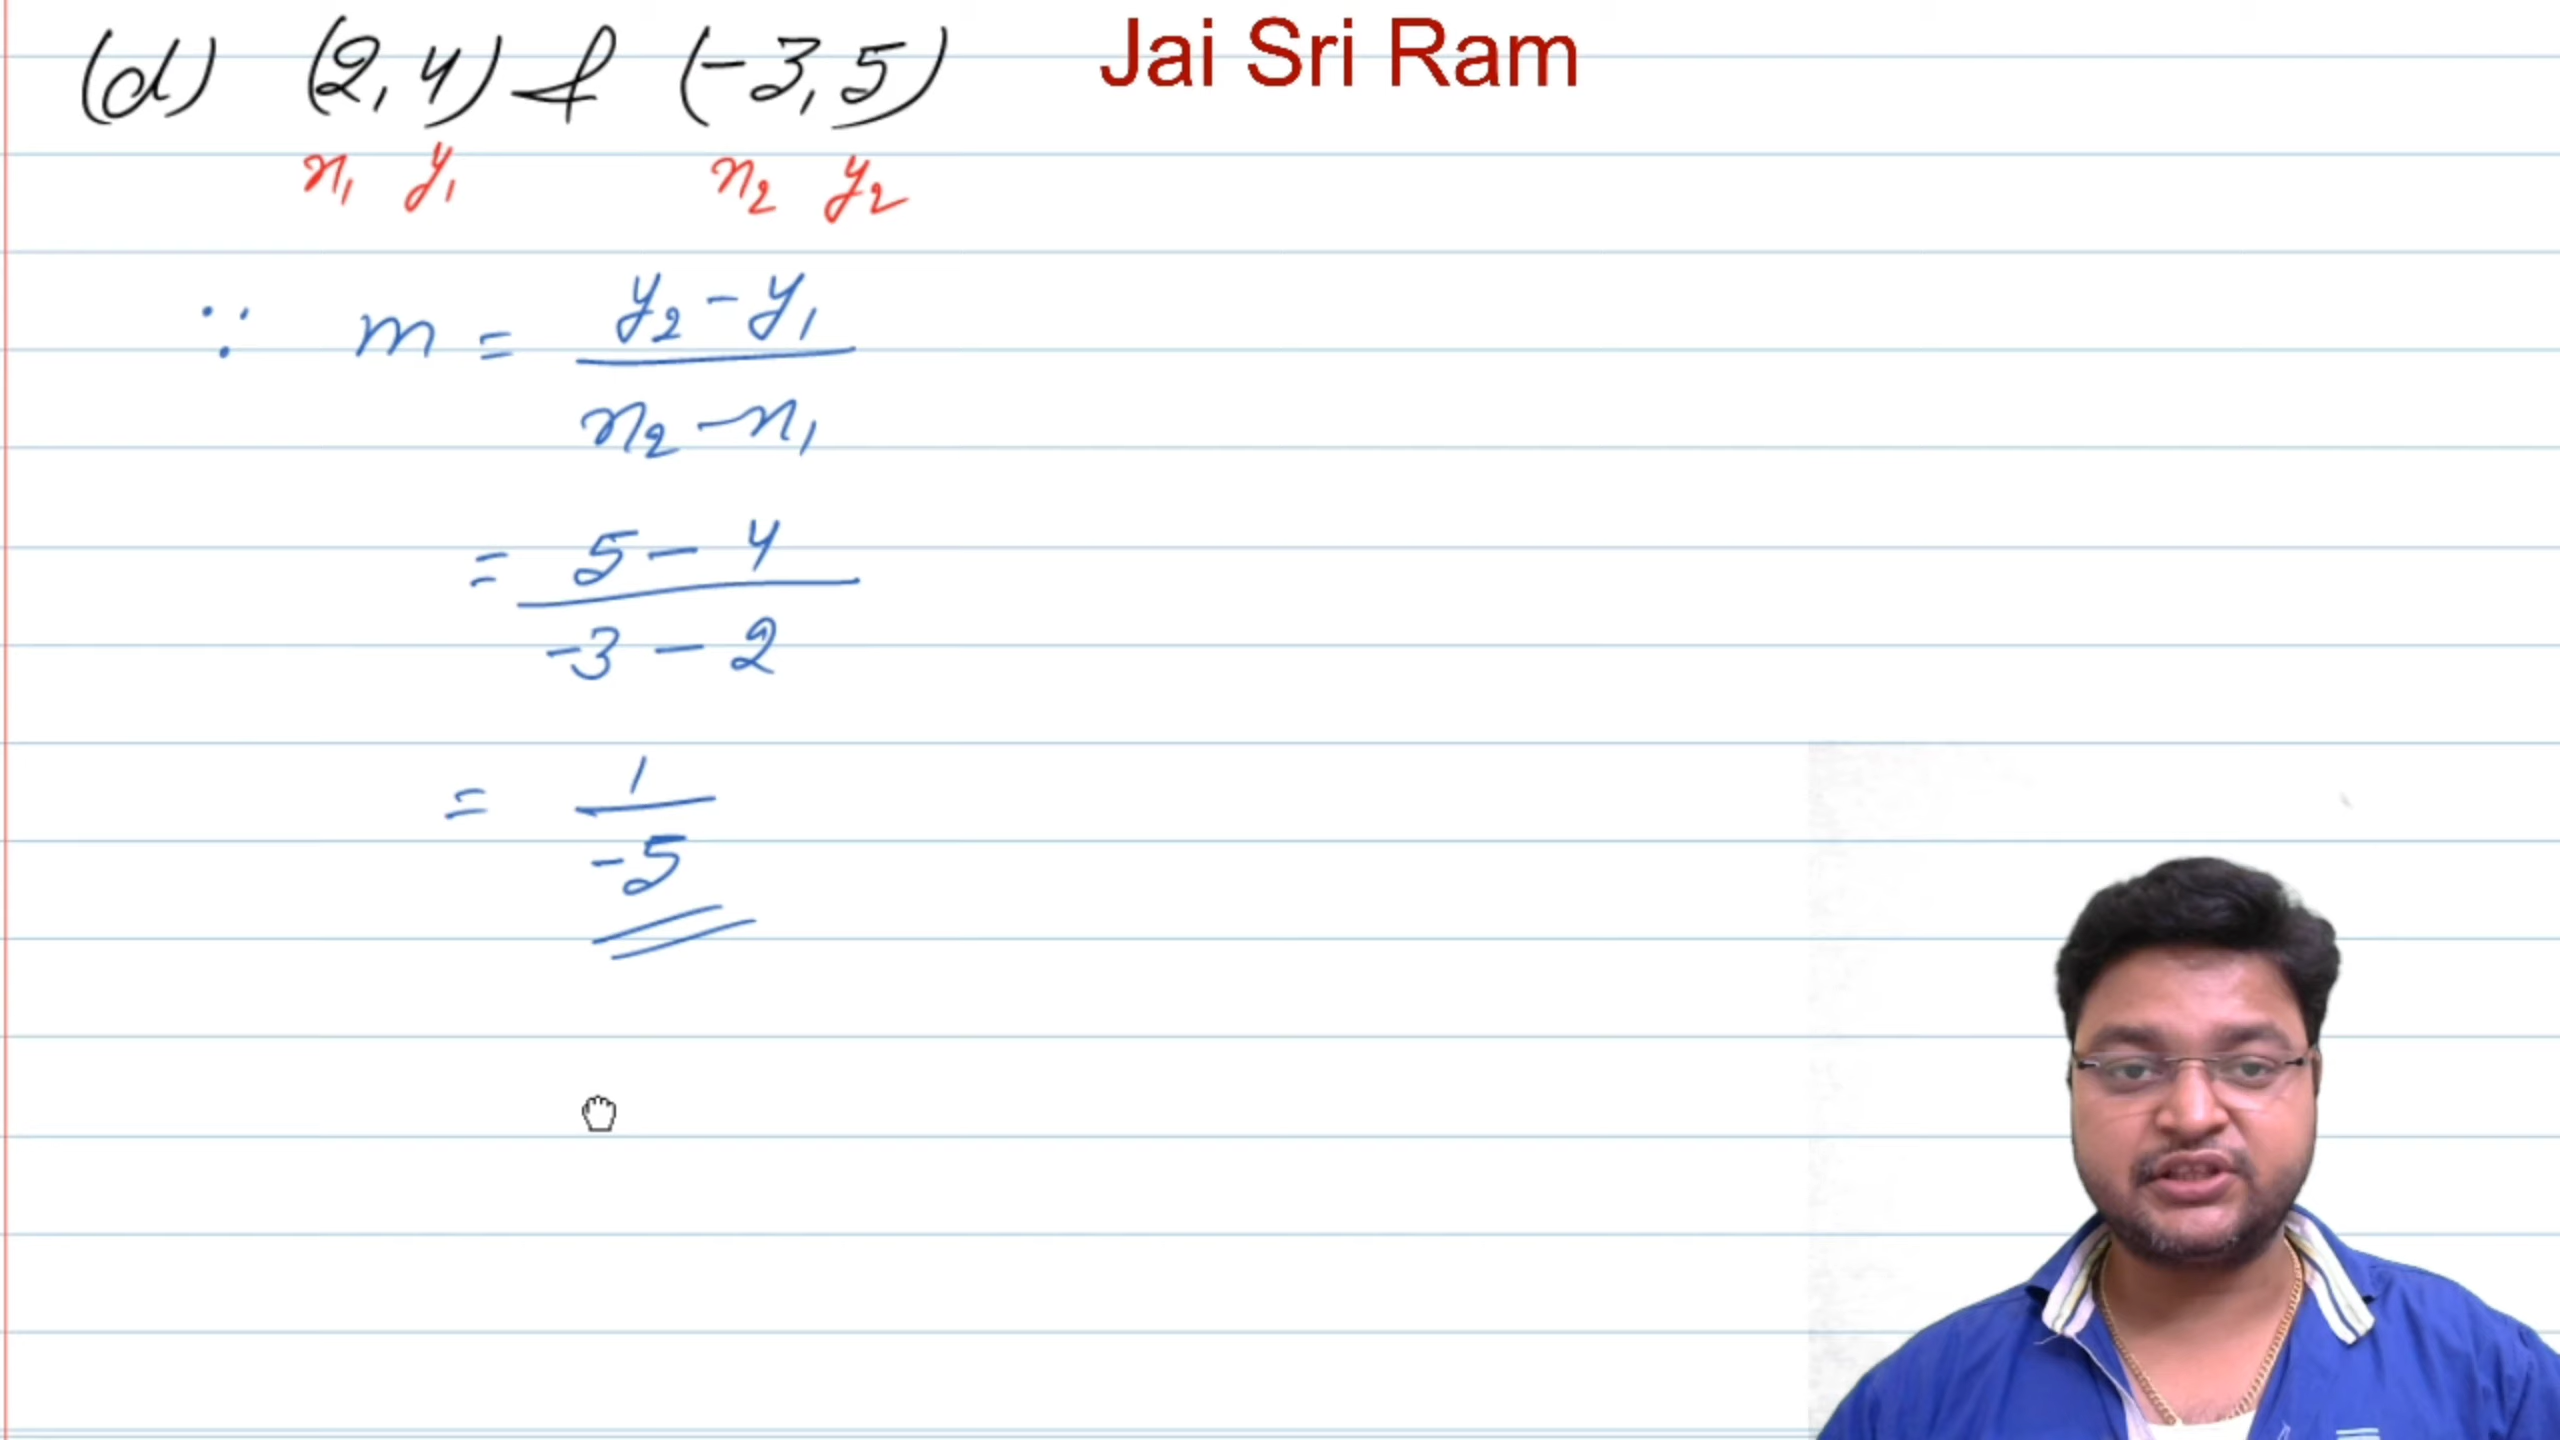 (d) (2,4) & (-3,5) Jai Sri Ram
x₁ y₁ x₂ y₂
∵ m = y₂ - y₁
x₂ - x₁
= 5 - 4
-3 - 2
= 1
-5